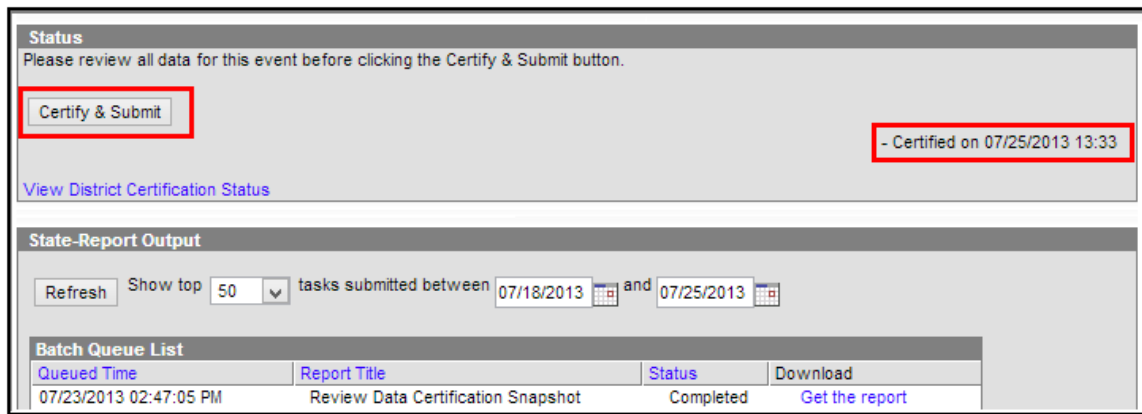 Status
Please review all data for this event before clicking the Certify & Submit button.
Certify & Submit
- Certified on 07/25/2013 13:33
View District Certification Status
State-Report Output
Refresh Show top 50 tasks submitted between 07/18/2013 and 07/25/2013
Batch Queue List
Queued Time Report Title Status Download
07/23/2013 02:47:05 PM Review Data Certification Snapshot Completed Get the report